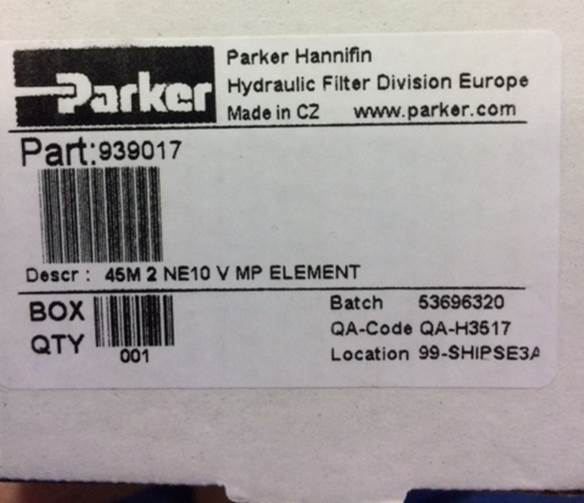 Parker
Parker Hannifin
Hydraulic Filter Division Europe
Made in CZ www.parker.com
Part:939017
Descr : 45M 2 NE10 V MP ELEMENT
BOX
QTY
001
Batch 53696320
QA-Code QA-H3517
Location 99-SHIPSE3A